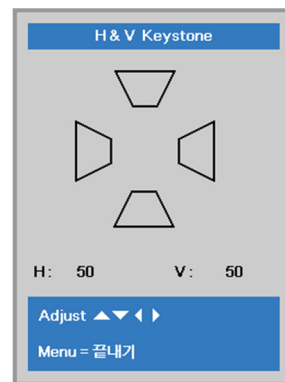 H & V Keystone
H: 50 V: 50
Adjust ▲▼◀▶
Menu = 끝내기